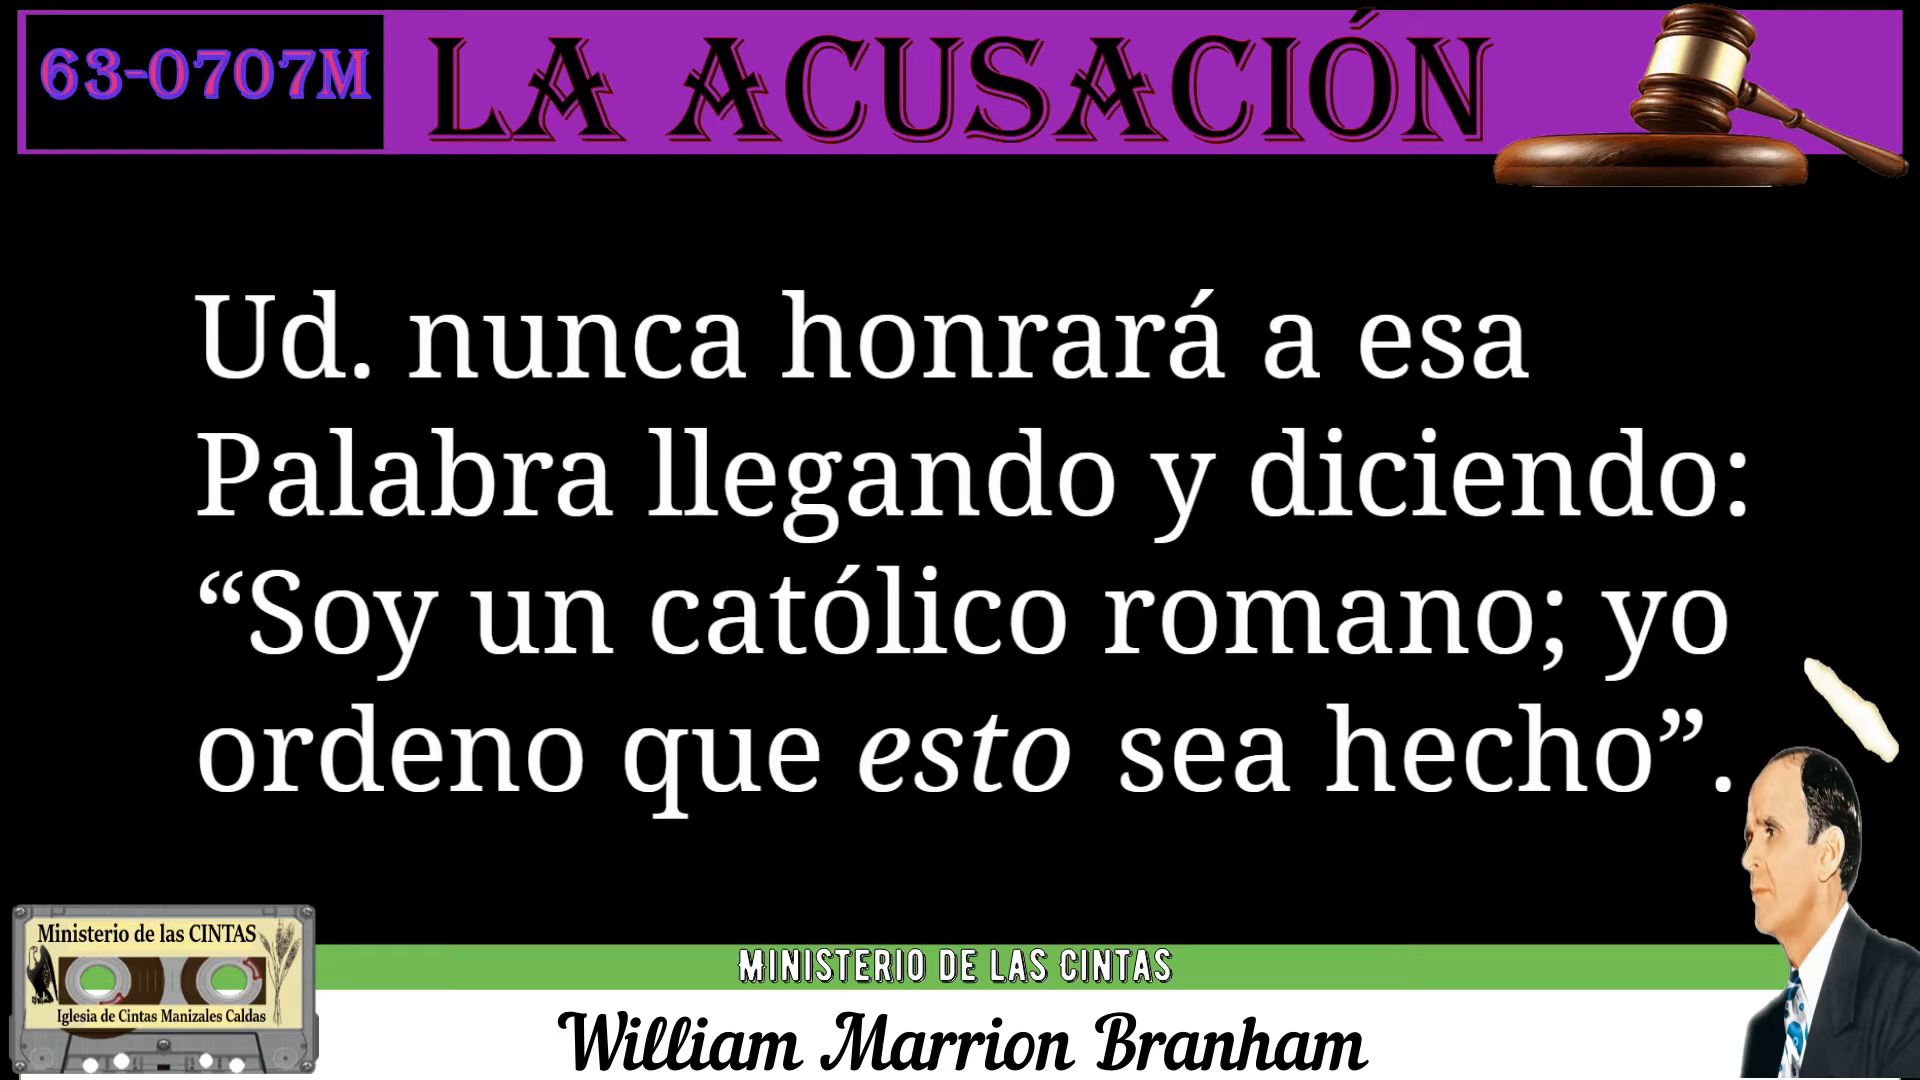 63-0707M
LA ACUSACIÓN
Ud. nunca honrará a esa
Palabra llegando y diciendo:
“Soy un católico romano; yo
ordeno que esto sea hecho”.
Ministerio de las CINTAS
Iglesia de Cintas Manizales Caldas
MINISTERIO DE LAS CINTAS
William Marrion Branham